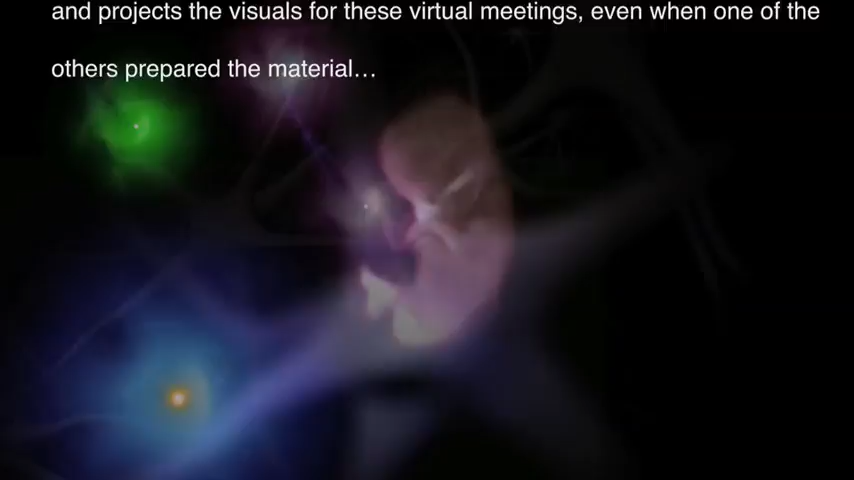 and projects the visuals for these virtual meetings, even when one of the
others prepared the material…